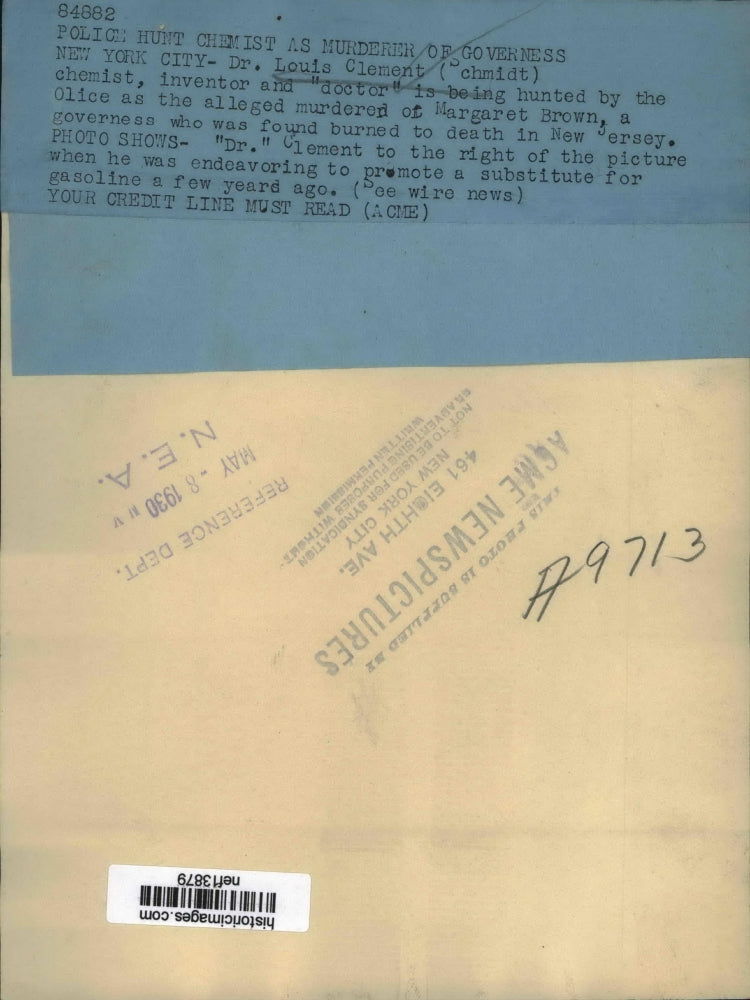 84882
POLICE HUNT CHEMIST AS MURDERER OF GOVERNESS
NEW YORK CITY- Dr. Louis Clement (Schmidt)
chemist, inventor and "doctor" is being hunted by the
Olice as the alleged murdered of Margaret Brown, a
governess who was found burned to death in New Jersey.
PHOTO SHOWS- "Dr." Clement to the right of the picture
when he was endeavoring to promote a substitute for
gasoline a few years ago. (See wire news)
YOUR CREDIT LINE MUST READ (ACME)
REFERENCE DEPT.
MAY - 8 1930
N. E. A.
THIS PHOTO IS SUPPLIED BY
ACME NEWSPICTURES
461 EIGHTH AVE.
NEW YORK CITY
NOT TO BE USED FOR SYNDICATION
OR ADVERTISING PURPOSES WITHOUT
WRITTEN PERMISSION
A9713
historicimages.com
nef13879